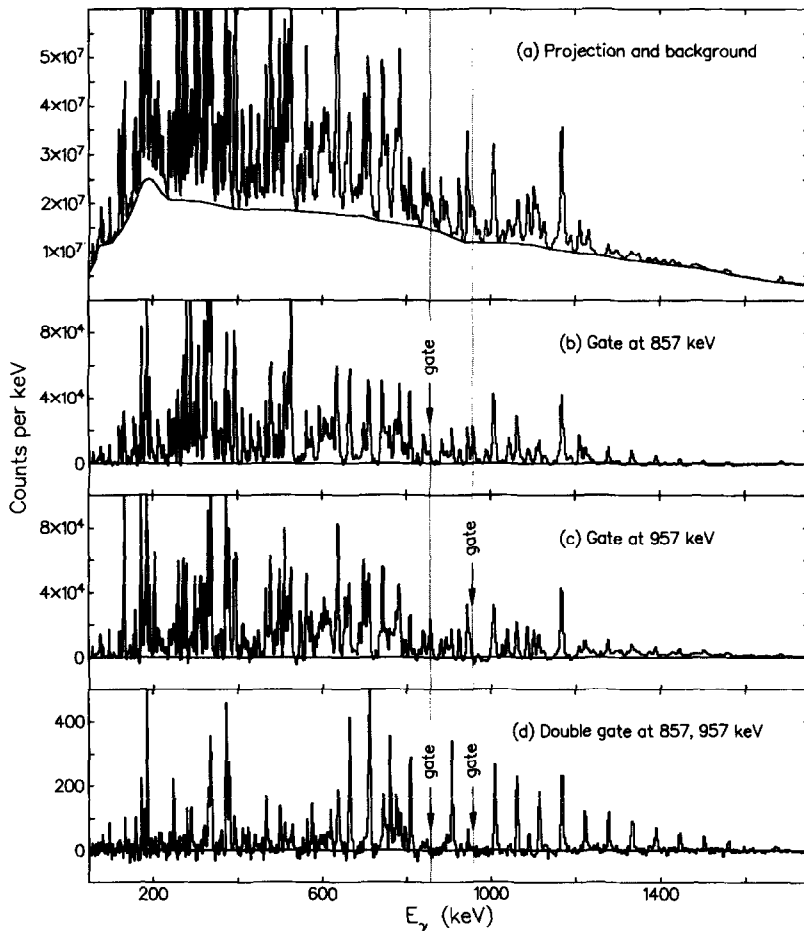 (a) Projection and background
5×10⁷
4×10⁷
3×10⁷
2×10⁷
1×10⁷
(b) Gate at 857 keV
8×10⁴
4×10⁴
0
gate
(c) Gate at 957 keV
8×10⁴
4×10⁴
0
gate
(d) Double gate at 857, 957 keV
400
200
0
gate
gate
Counts per keV
200
600
1000
1400
Eγ (keV)